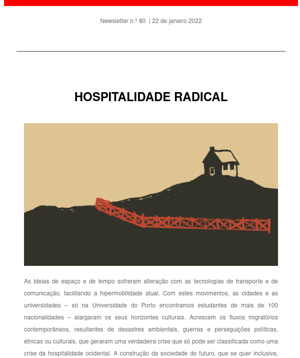 Newsletter n.º 80 | 22 de janeiro 2022
HOSPITALIDADE RADICAL
As ideias de espaço e de tempo sofreram alteração com as tecnologias de transporte e de
comunicação, facilitando a hipermobilidade atual. Com estes movimentos, as cidades e as
universidades – só na Universidade do Porto encontramos estudantes de mais de 100
nacionalidades – alargaram os seus horizontes culturais. Acrescem os fluxos migratórios
contemporâneos, resultantes de desastres ambientais, guerras e perseguições políticas,
étnicas ou culturais, que geraram uma verdadeira crise que só pode ser classificada como uma
crise da hospitalidade ocidental. A construção da sociedade do futuro, que se quer inclusiva,